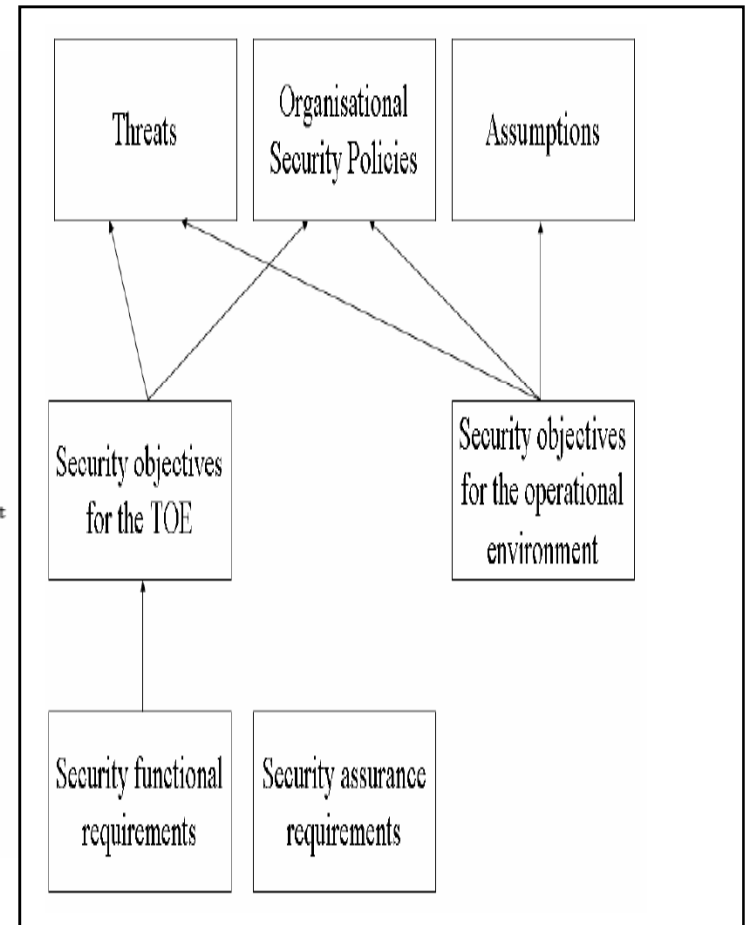 Threats
Organisational
Security Policies
Assumptions
Security objectives
for the TOE
Security objectives
for the operational
environment
t
Security functional
requirements
Security assurance
requirements